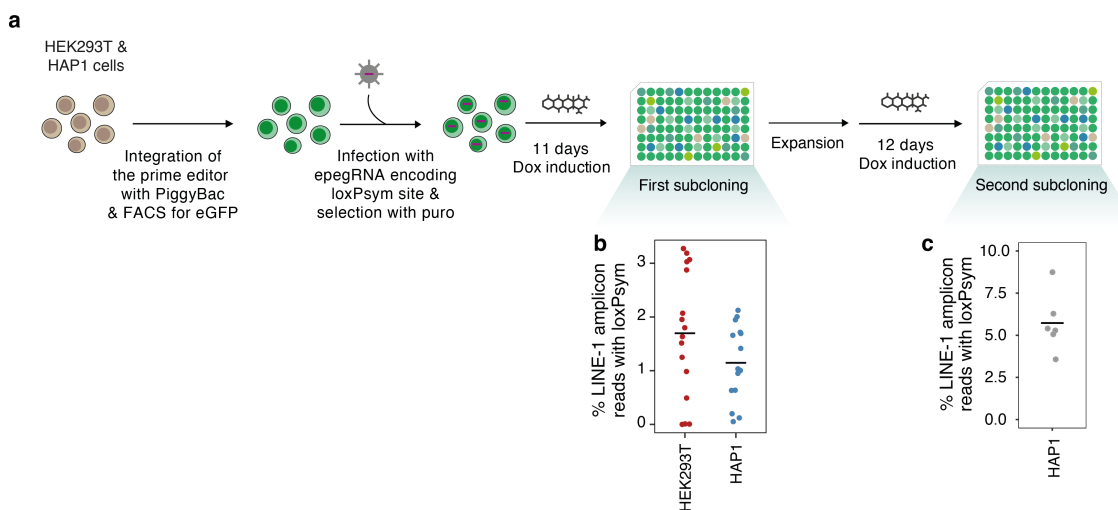 a
HEK293T &
HAP1 cells
Integration of
the prime editor
with PiggyBac
& FACS for eGFP
Infection with
epegRNA encoding
loxPsym site &
selection with puro
11 days
Dox induction
First subcloning
Expansion
12 days
Dox induction
Second subcloning
b
% LINE-1 amplicon
reads with loxPsym
3
2
1
0
HEK293T
HAP1
c
% LINE-1 amplicon
reads with loxPsym
10.0
7.5
5.0
2.5
0.0
HAP1